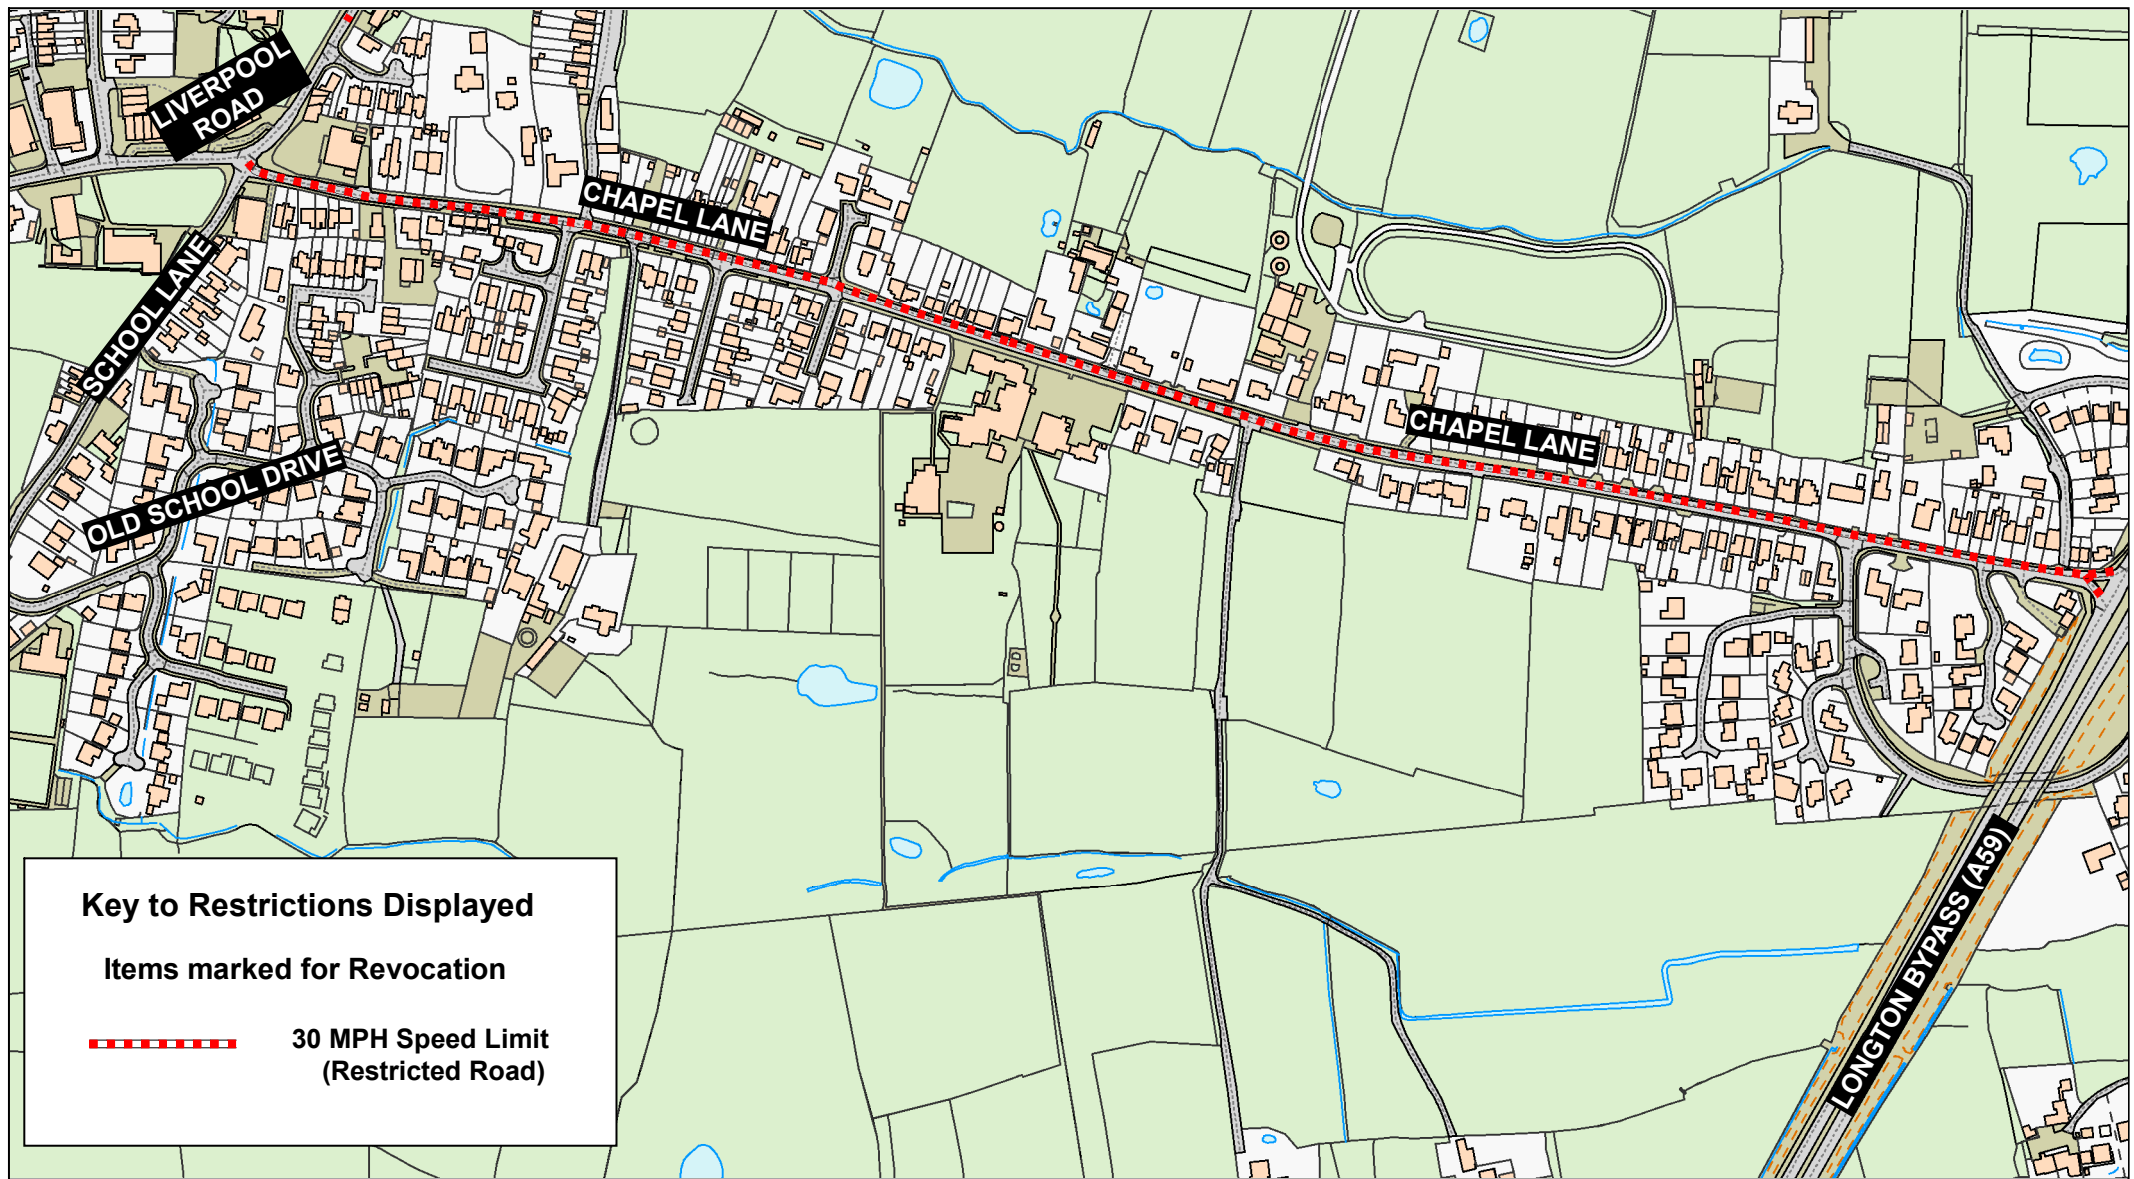 LIVERPOOL
ROAD
CHAPEL LANE
SCHOOL LANE
CHAPEL LANE
OLD SCHOOL DRIVE
LONGTON BYPASS (A59)
Key to Restrictions Displayed
Items marked for Revocation
30 MPH Speed Limit
(Restricted Road)